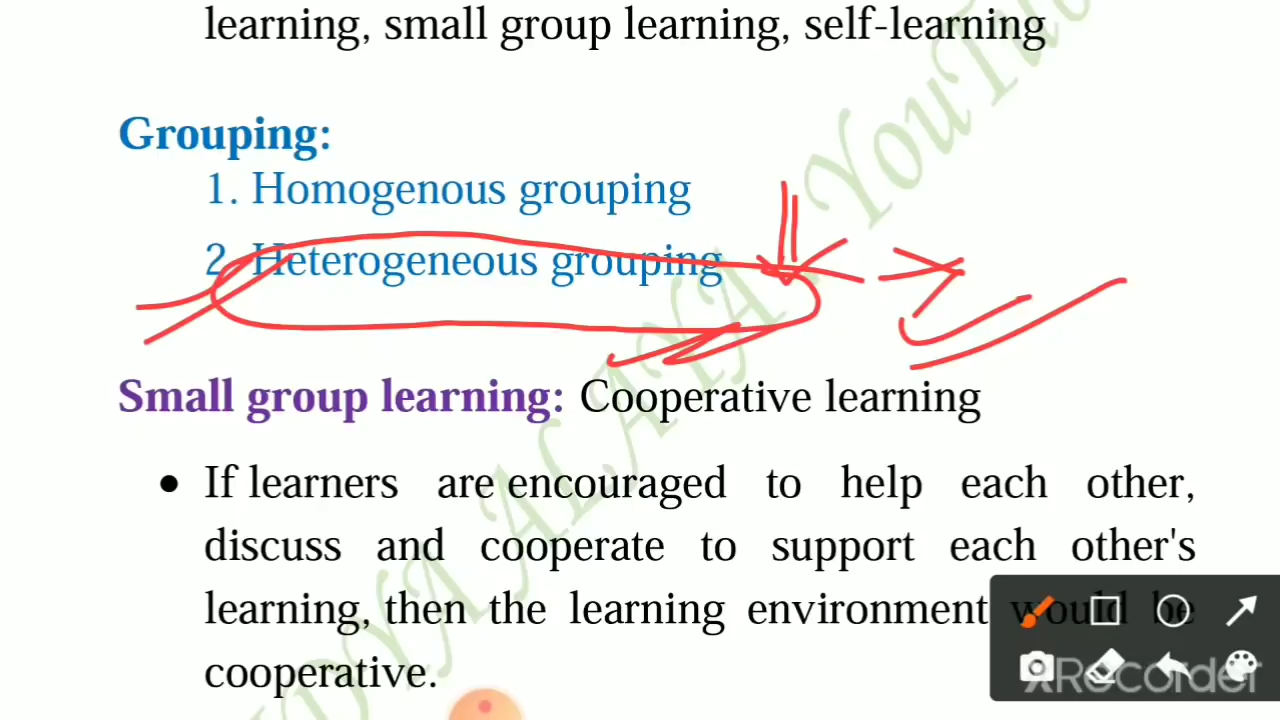 learning, small group learning, self-learning
Grouping:
1. Homogenous grouping
2. Heterogeneous grouping
Small group learning: Cooperative learning
• If learners are encouraged to help each other,
discuss and cooperate to support each other's
learning, then the learning environment would be
cooperative.
XRecorder